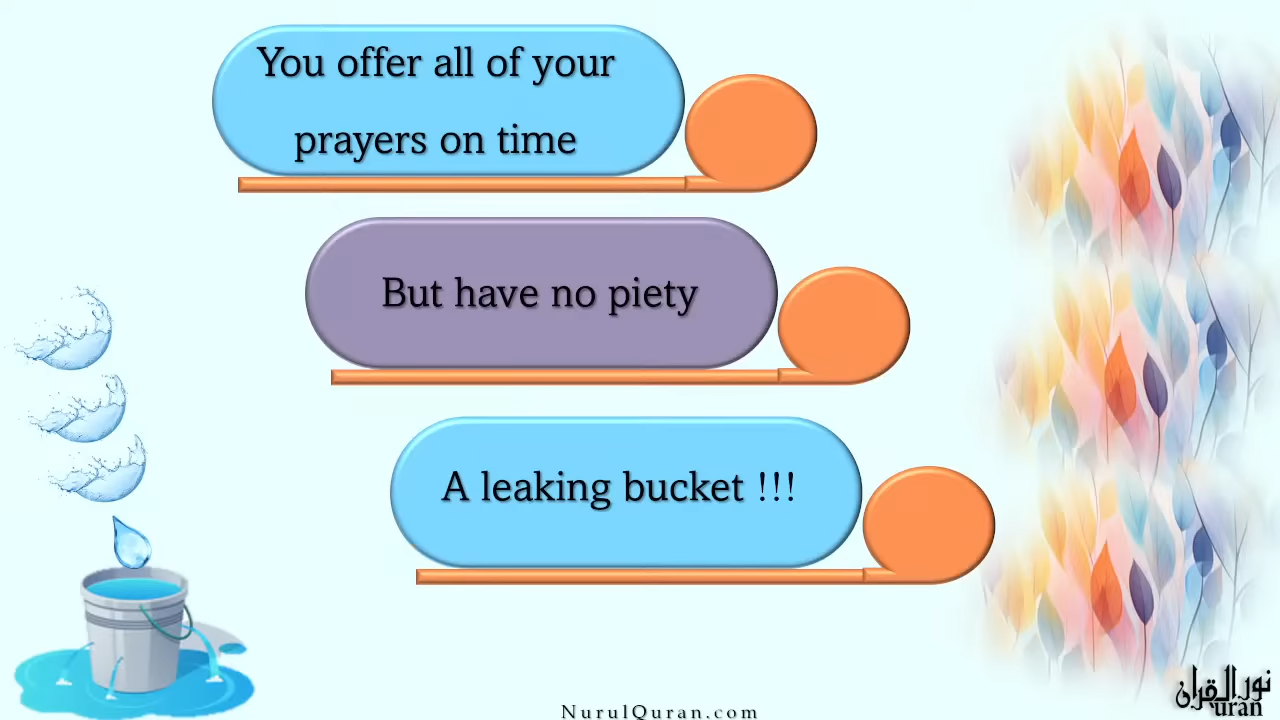 You offer all of your
prayers on time
But have no piety
A leaking bucket !!!
نور القرآن
uran
NurulQuran.com